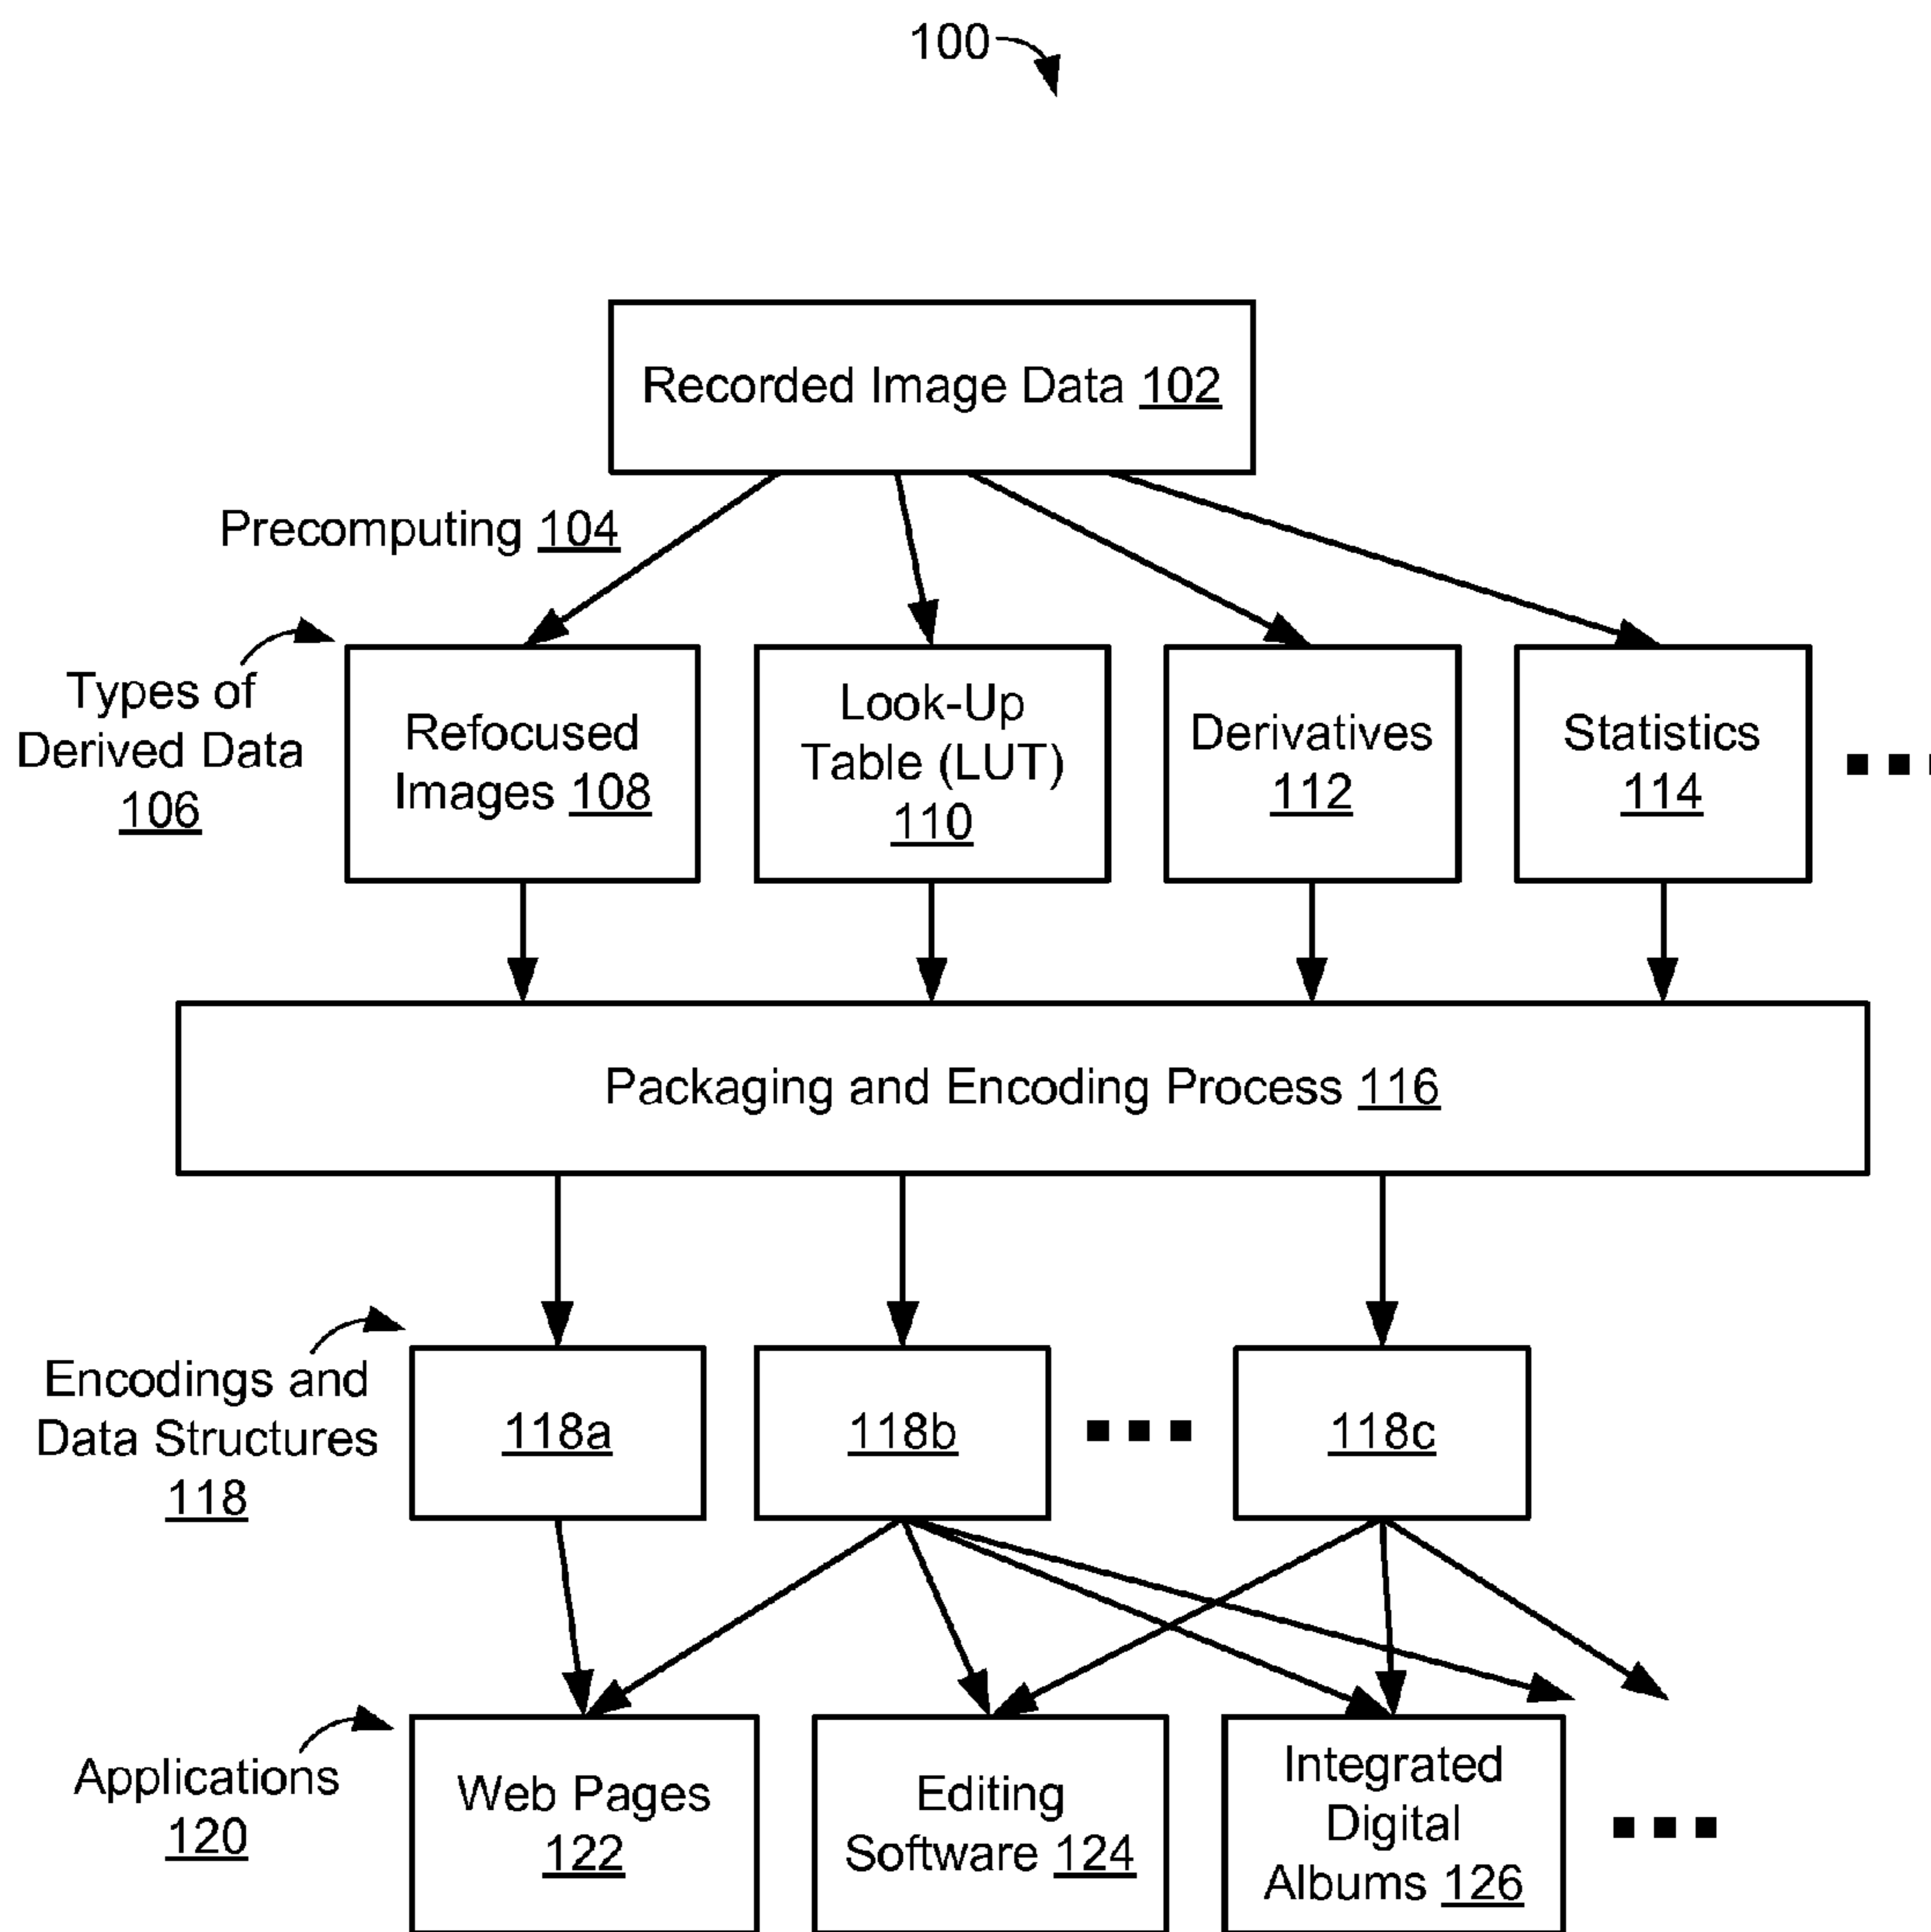 100
Recorded Image Data 102
Precomputing 104
Types of
Derived Data
106
Refocused
Images 108
Look-Up
Table (LUT)
110
Derivatives
112
Statistics
114
Packaging and Encoding Process 116
Encodings and
Data Structures
118
118a
118b
118c
Applications
120
Web Pages
122
Editing
Software 124
Integrated
Digital
Albums 126